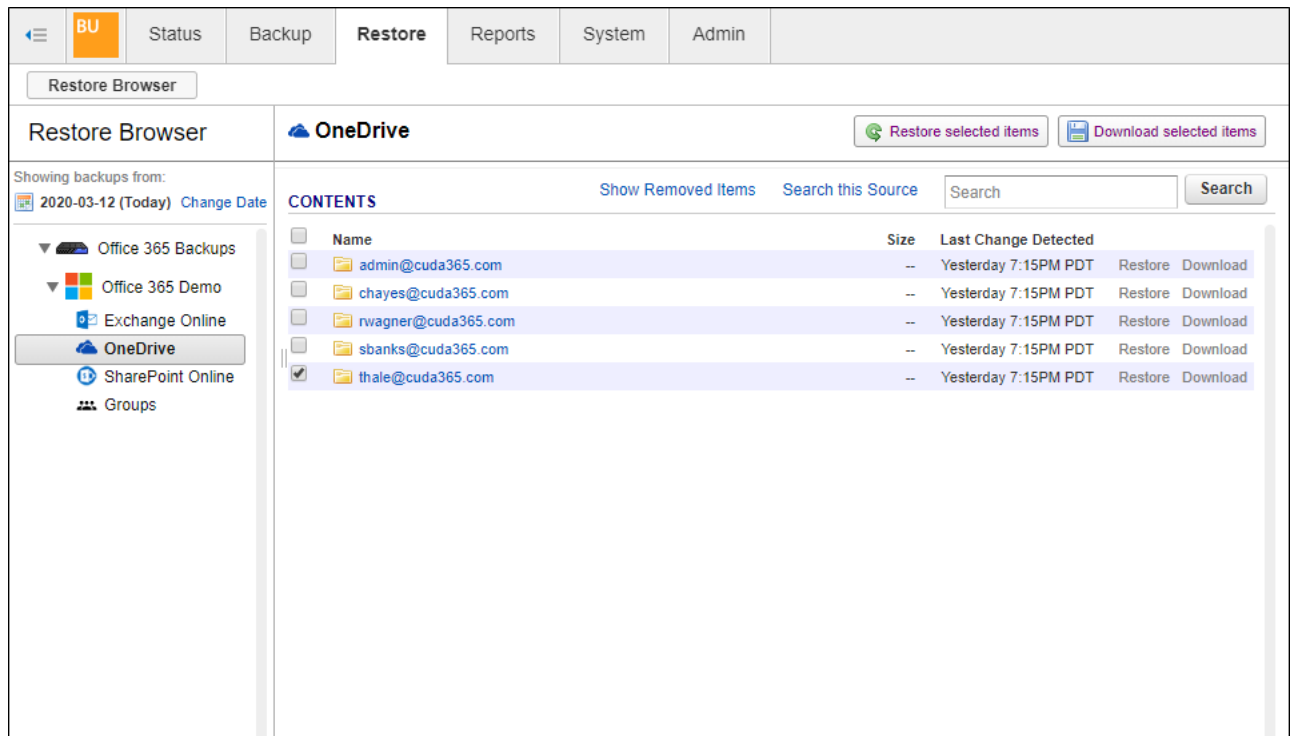 BU Status Backup Restore Reports System Admin
Restore Browser
Restore Browser
OneDrive Restore selected items Download selected items
Showing backups from:
2020-03-12 (Today) Change Date
CONTENTS Show Removed Items Search this Source Search Search
Office 365 Backups
Office 365 Demo
Exchange Online
OneDrive
SharePoint Online
Groups
Name Size Last Change Detected
admin@cuda365.com -- Yesterday 7:15PM PDT Restore Download
chayes@cuda365.com -- Yesterday 7:15PM PDT Restore Download
rwagner@cuda365.com -- Yesterday 7:15PM PDT Restore Download
sbanks@cuda365.com -- Yesterday 7:15PM PDT Restore Download
thale@cuda365.com -- Yesterday 7:15PM PDT Restore Download